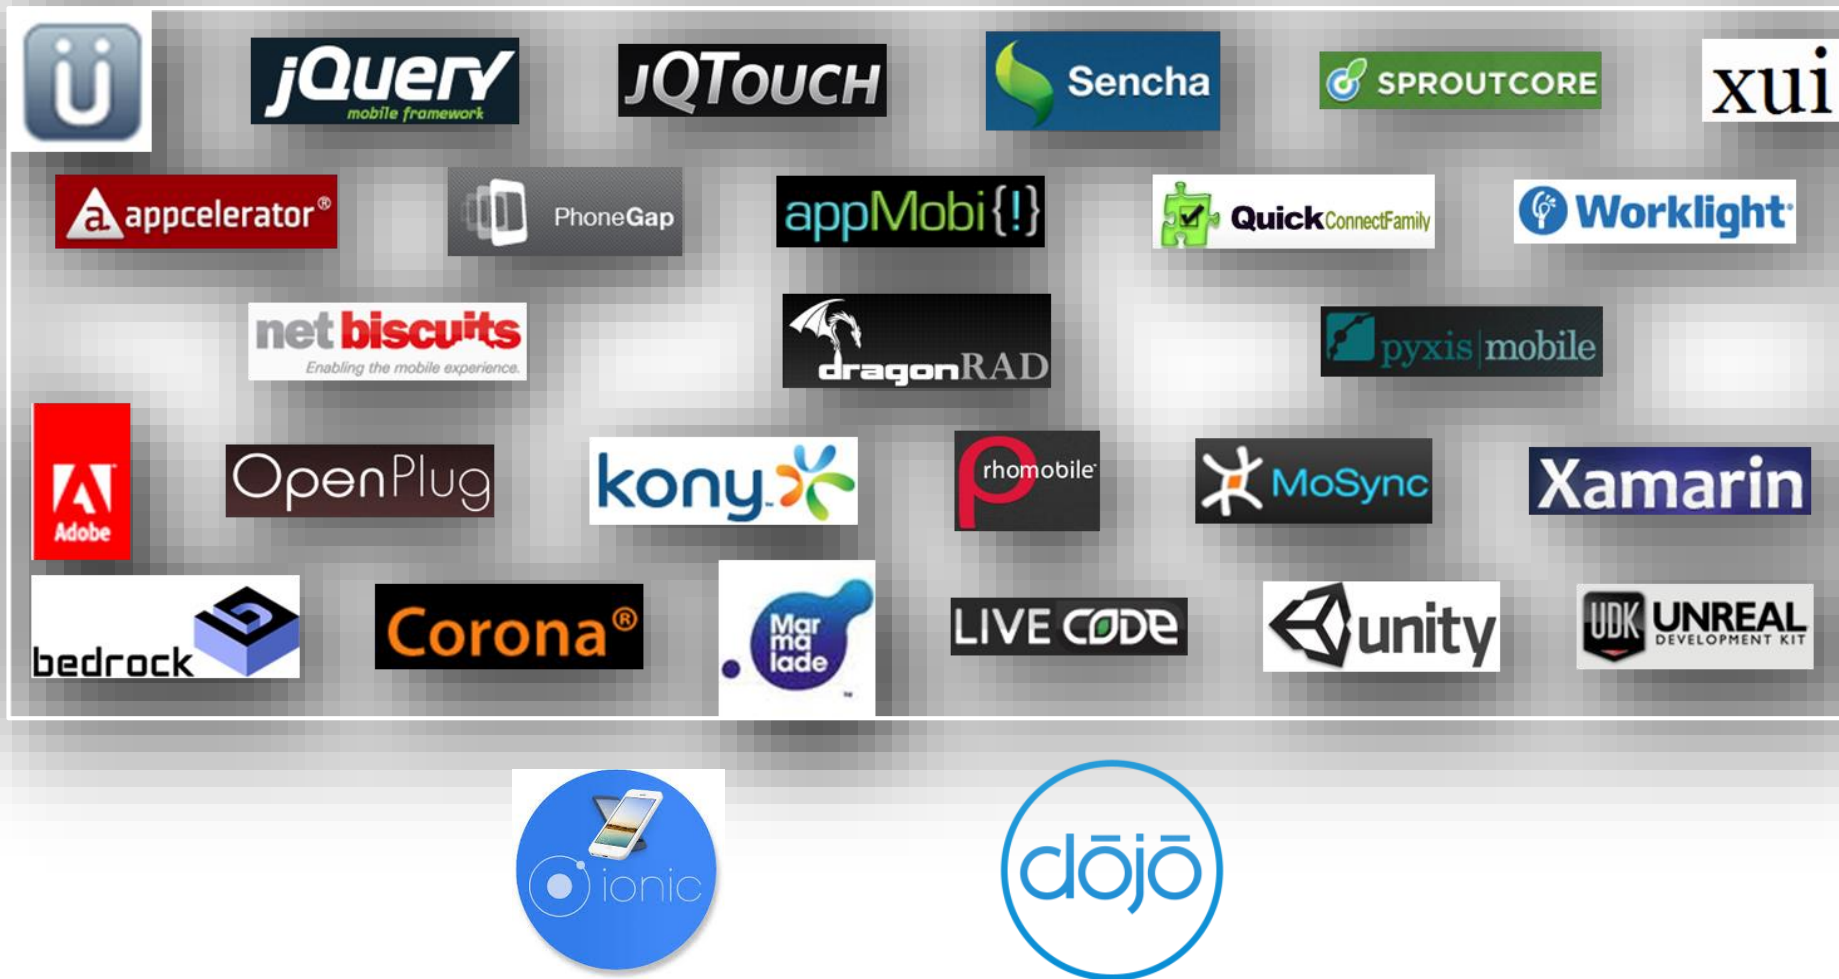 Ü
jQuery
mobile framework
jQTouch
Sencha
SPROUTCORE
xui
a appcelerator®
PhoneGap
appMobi{!}
QuickConnectFamily
Worklight
net biscuits
Enabling the mobile experience.
dragonRAD
pyxis|mobile
Adobe
OpenPlug
kony
rhomobile
MoSync
Xamarin
bedrock
Corona®
Mar
ma
lade
TM
LIVE CODE
unity
UDK UNREAL
DEVELOPMENT KIT
ionic
dōjō